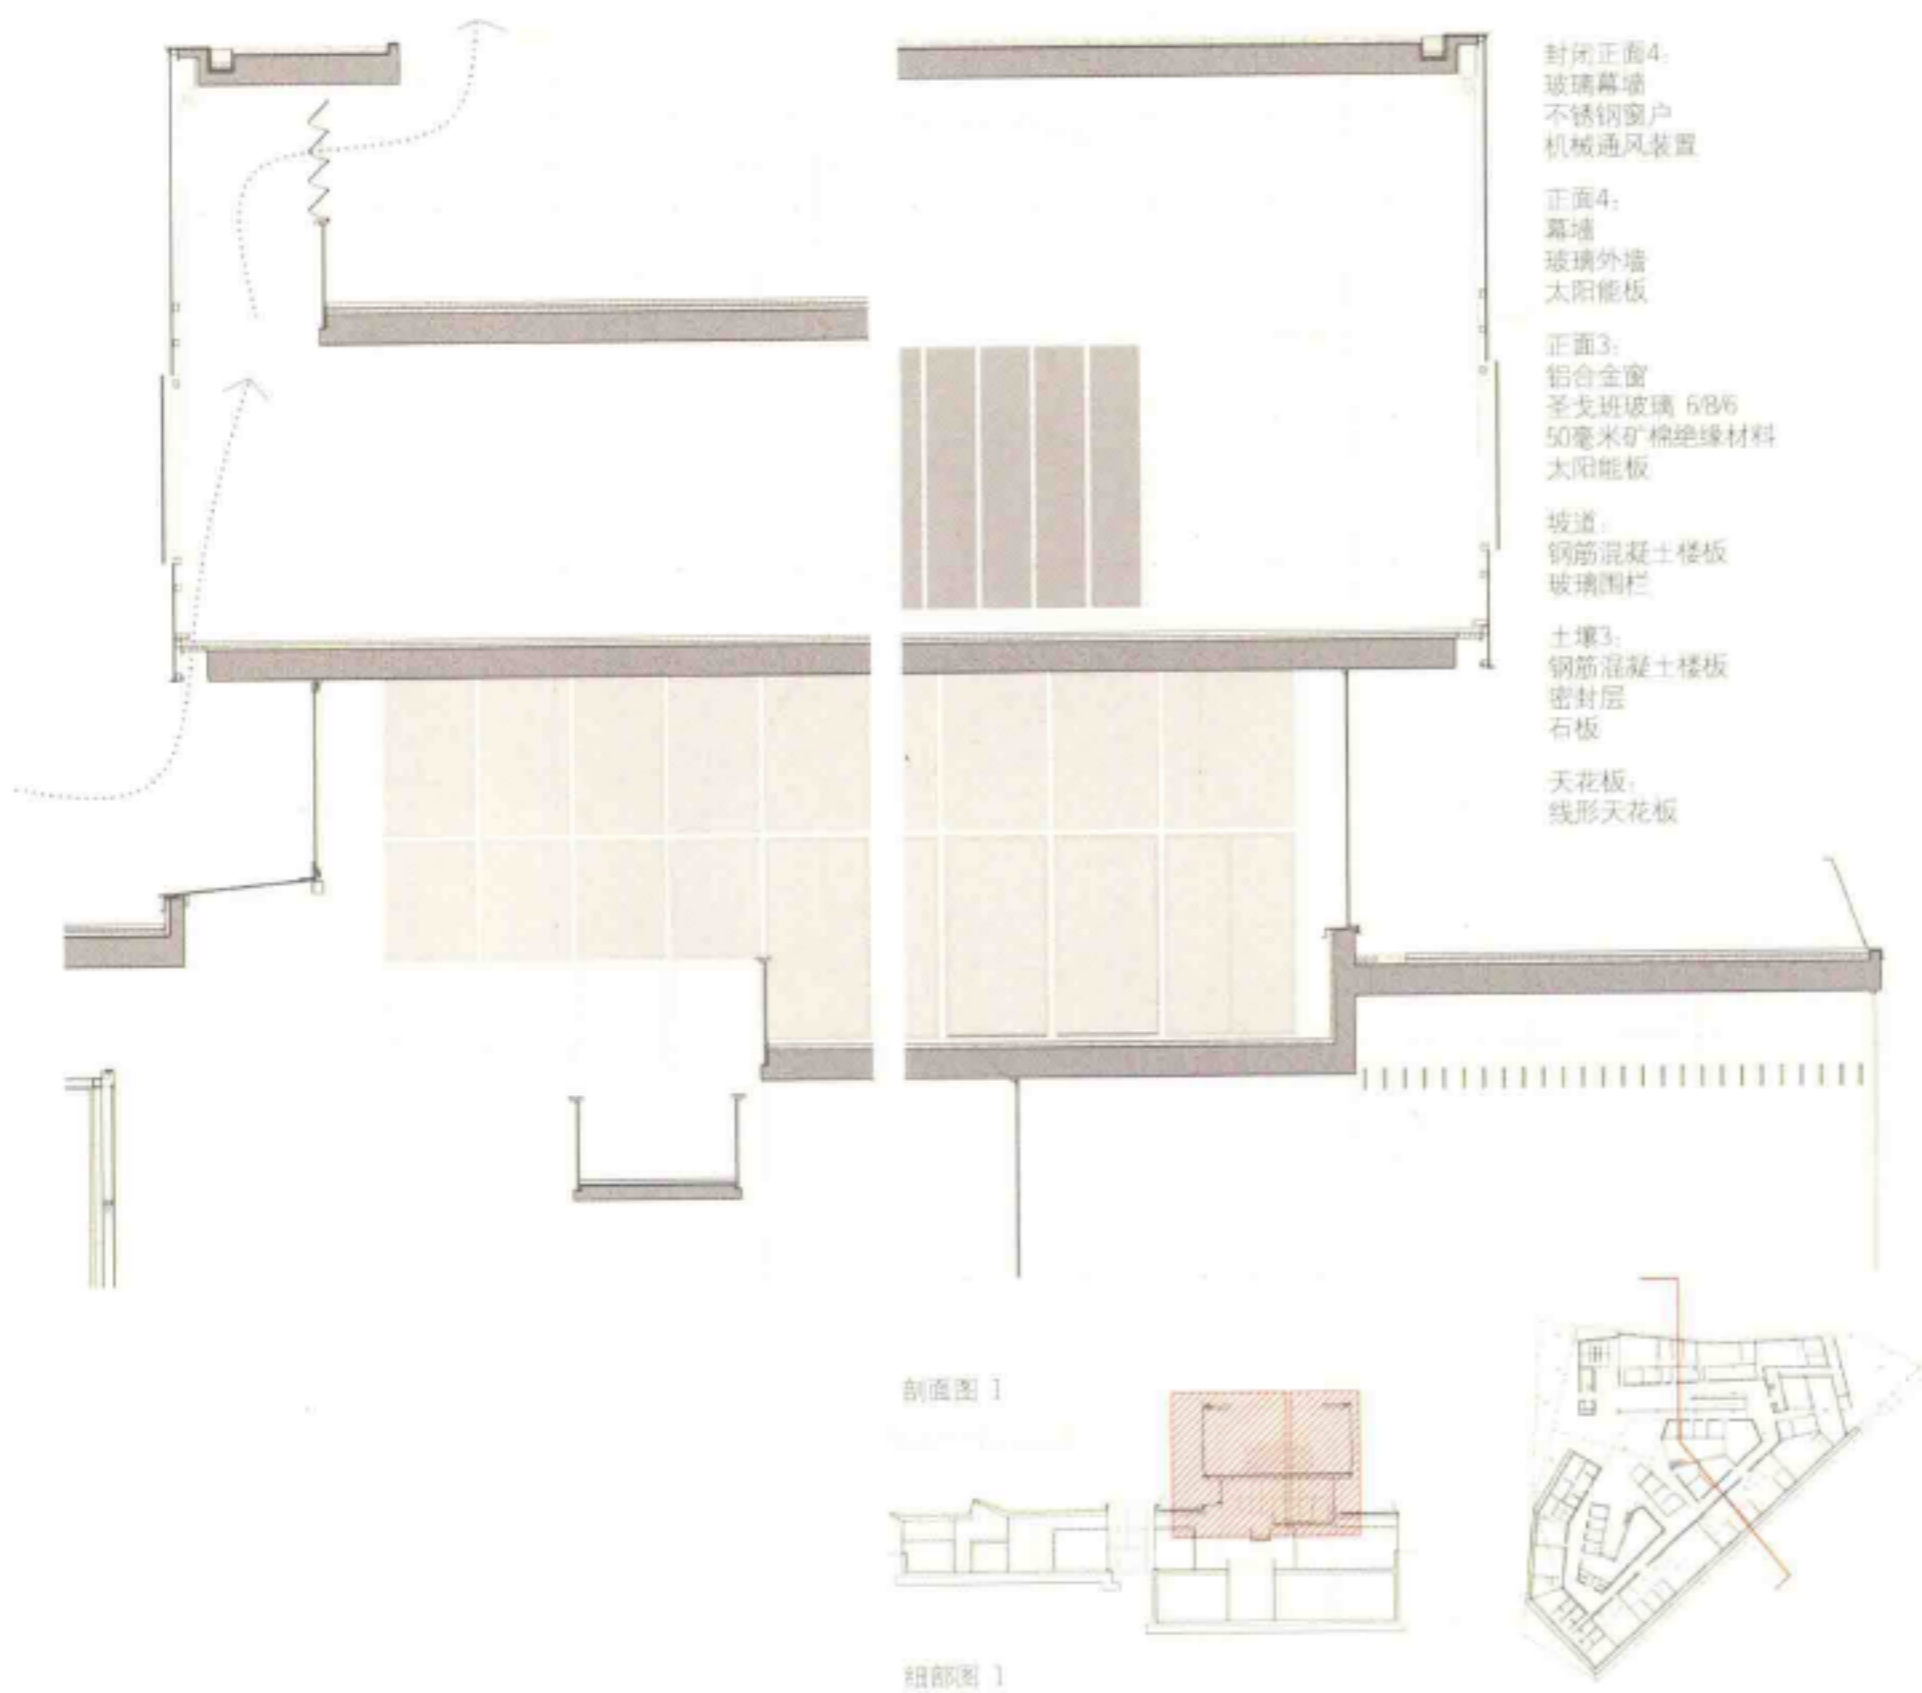 封闭正面4:
玻璃幕墙
不锈钢窗户
机械通风装置
正面4:
幕墙
玻璃外墙
太阳能板
正面3:
铝合金窗
圣戈班玻璃 6/8/6
50毫米矿棉绝缘材料
太阳能板
坡道:
钢筋混凝土楼板
玻璃围栏
土壤3:
钢筋混凝土楼板
密封层
石板
天花板:
线形天花板
剖面图 1
细部图 1